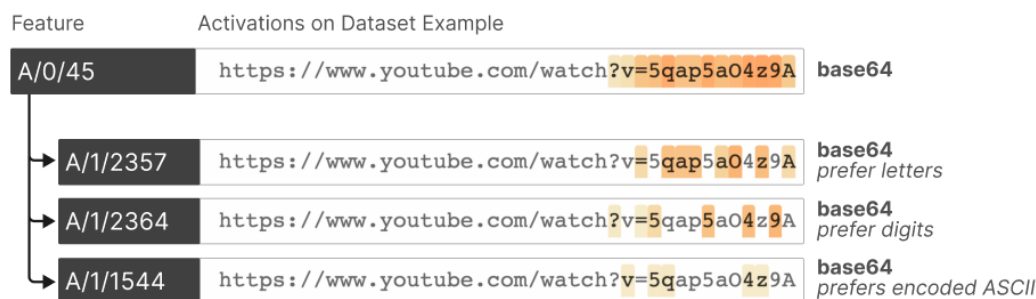 Feature Activations on Dataset Example
A/0/45 https://www.youtube.com/watch?v=5qap5aO4z9A base64
A/1/2357 https://www.youtube.com/watch?v=5qap5aO4z9A base64
prefer letters
A/1/2364 https://www.youtube.com/watch?v=5qap5aO4z9A base64
prefer digits
A/1/1544 https://www.youtube.com/watch?v=5qap5aO4z9A base64
prefers encoded ASCII